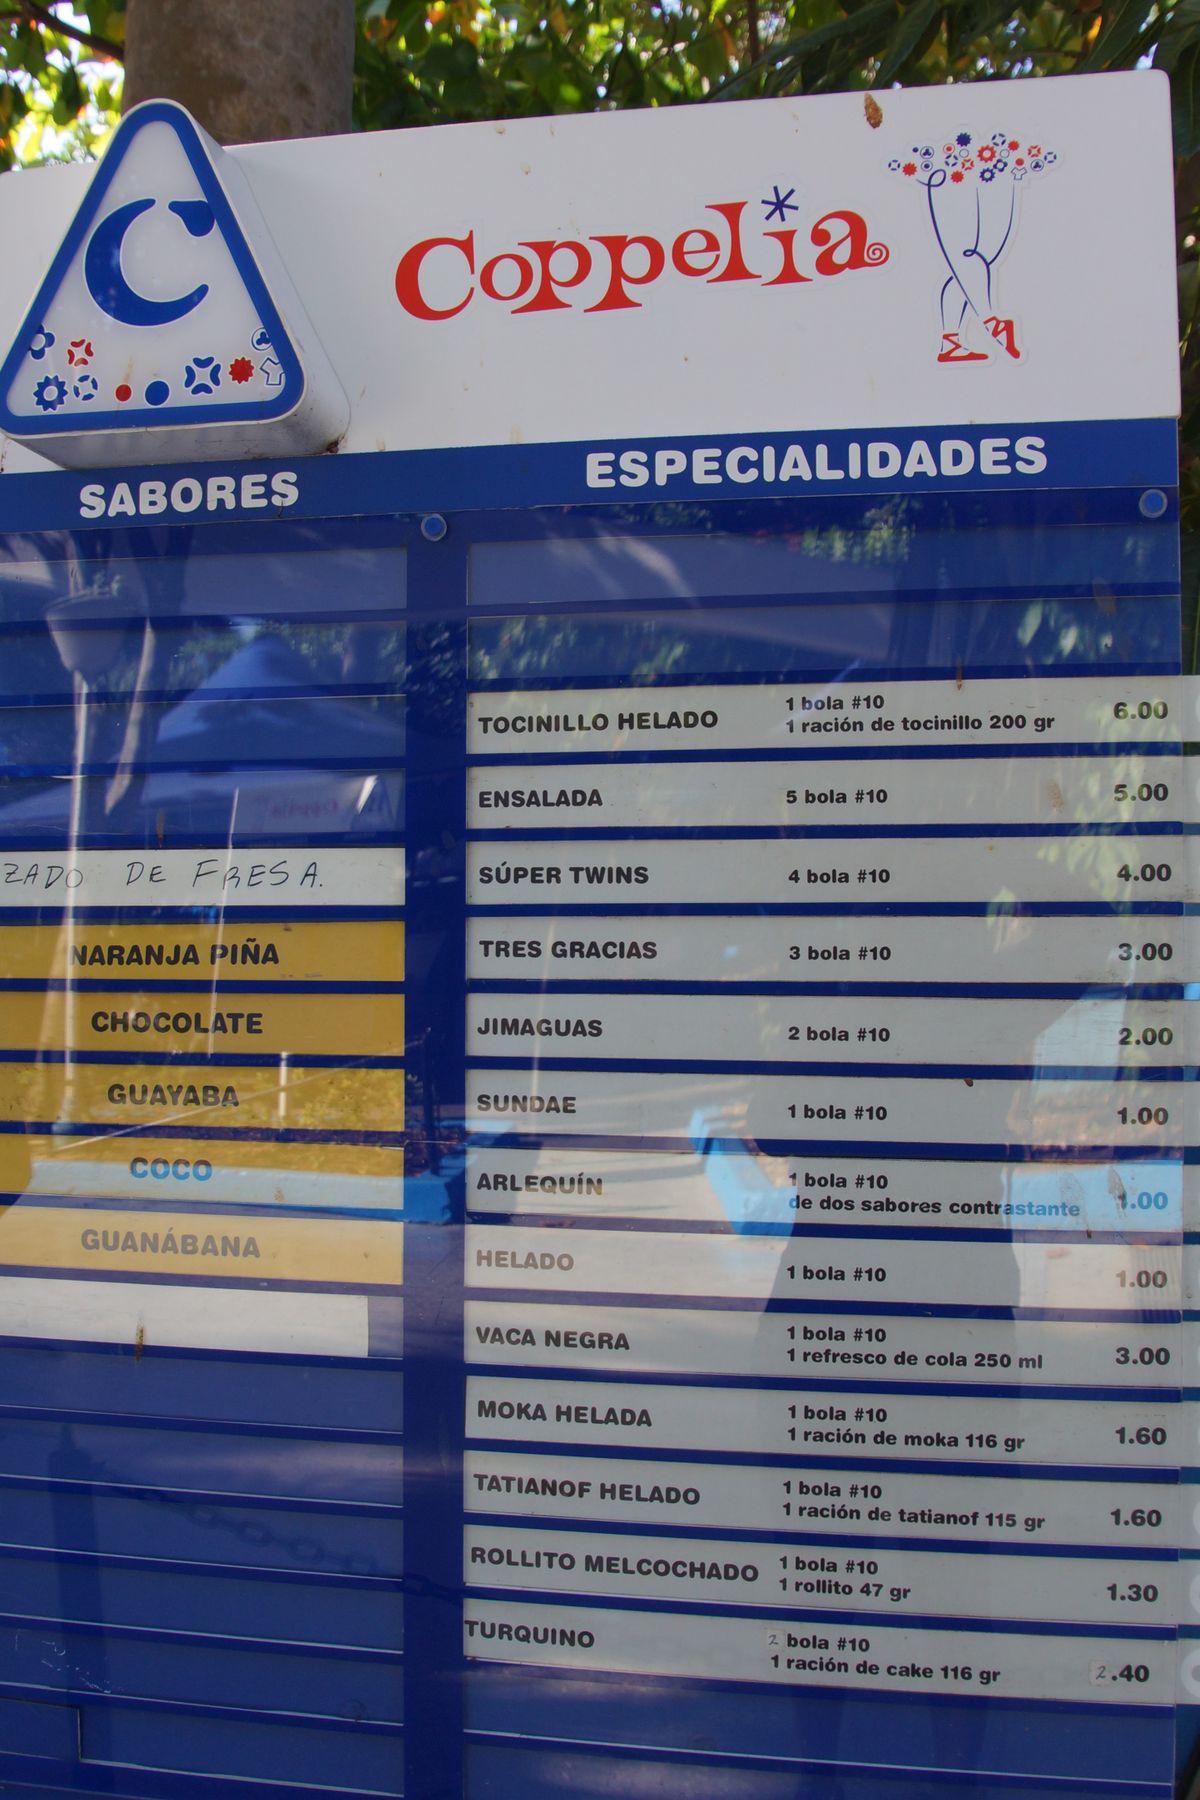 C
Coppelia
SABORES
ZADO DE FRESA.
NARANJA PIÑA
CHOCOLATE
GUAYABA
COCO
GUANÁBANA
ESPECIALIDADES
TOCINILLO HELADO 1 bola #10 6.00
1 ración de tocinillo 200 gr
ENSALADA 5 bola #10 5.00
SÚPER TWINS 4 bola #10 4.00
TRES GRACIAS 3 bola #10 3.00
JIMAGUAS 2 bola #10 2.00
SUNDAE 1 bola #10 1.00
ARLEQUÍN 1 bola #10 1.00
de dos sabores contrastante
HELADO 1 bola #10 1.00
VACA NEGRA 1 bola #10 3.00
1 refresco de cola 250 ml
MOKA HELADA 1 bola #10 1.60
1 ración de moka 116 gr
TATIANOF HELADO 1 bola #10 1.60
1 ración de tatianof 115 gr
ROLLITO MELCOCHADO 1 bola #10 1.30
1 rollito 47 gr
TURQUINO 2 bola #10 2.40
1 ración de cake 116 gr